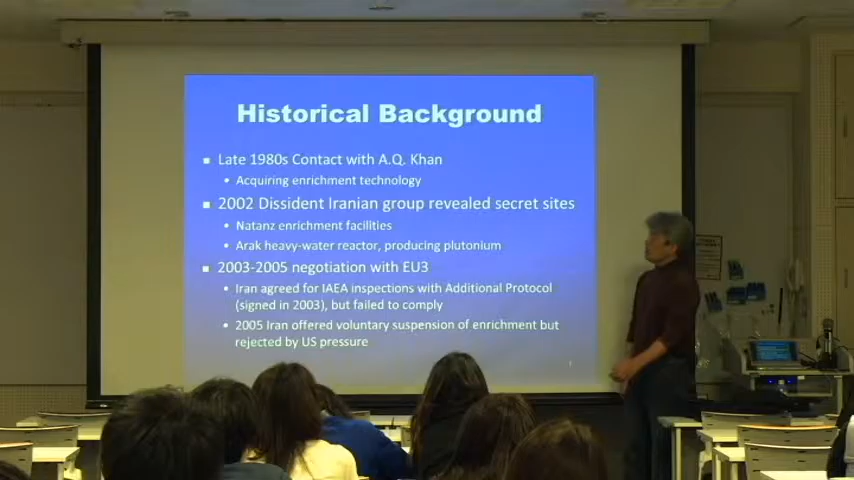 Historical Background
▪ Late 1980s Contact with A.Q. Khan
• Acquiring enrichment technology
▪ 2002 Dissident Iranian group revealed secret sites
• Natanz enrichment facilities
• Arak heavy-water reactor, producing plutonium
▪ 2003-2005 negotiation with EU3
• Iran agreed for IAEA inspections with Additional Protocol
(signed in 2003), but failed to comply
• 2005 Iran offered voluntary suspension of enrichment but
rejected by US pressure